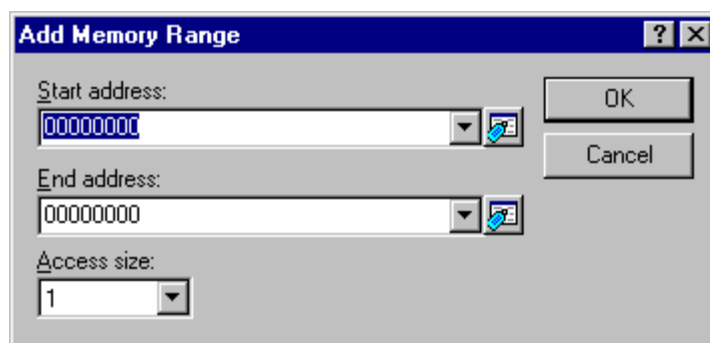 Add Memory Range
?
Start address:
00000000
OK
Cancel
End address:
00000000
Access size:
1